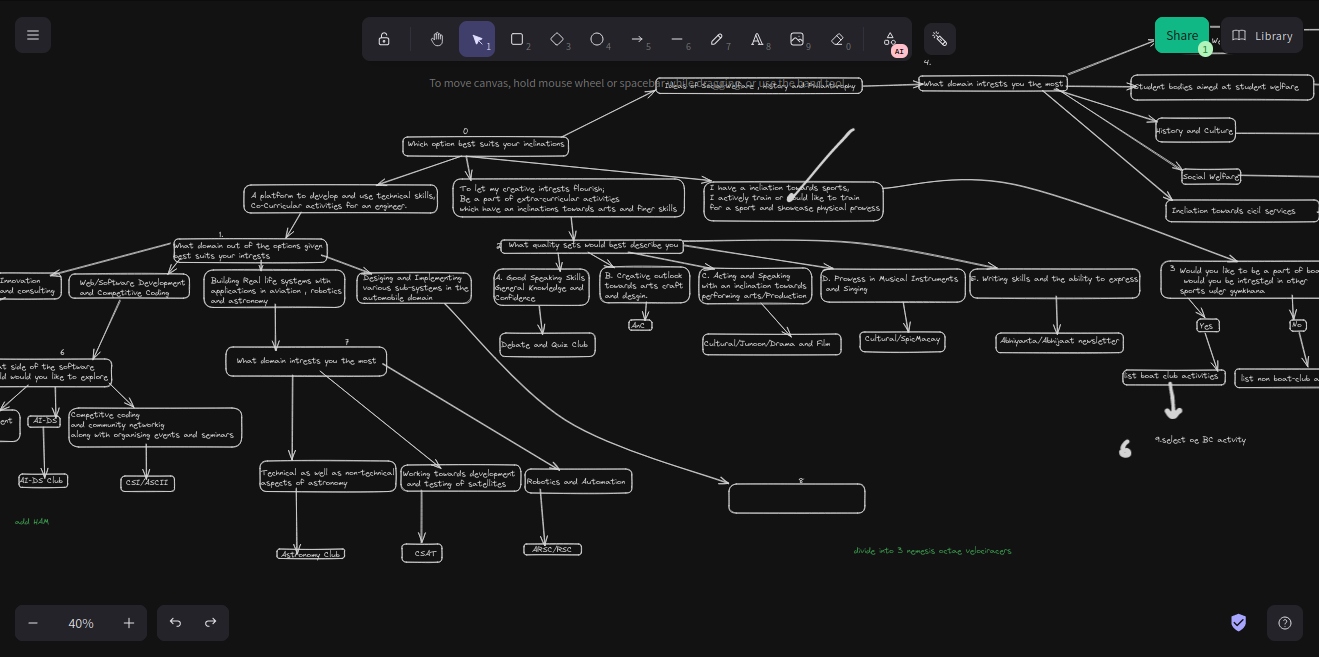 1
2
3
4
5
6
7
8
9
0
AI
Share
1
Library
We
To move canvas, hold mouse wheel or spacebar while dragging, or use the hand tool
4.
Ideas of Social Welfare , History and Philanthrophy
What domain intrests you the most
Student bodies aimed at student welfare
History and Culture
Social Welfare
Incliation towards civil services
0
Which option best suits your inclinations
A platform to develop and use technical skills,
Co-Curricular activities for an engineer.
To let my creative intrests flourish;
Be a part of extra-curricular activities
which have an inclinations towards arts and finer skills
I have a incliation towards sports,
I actively train or would like to train
for a sport and showcase physical prowess
1.
What domain out of the options given
best suits your intrests
2 What quality sets would best describe you
Innovation
and consulting
Web/Software Development
and Competitive Coding
Building Real life systems with
applications in aviation , robotics
and astronomy
Desiging and Implementing
various sub-systems in the
automobile domain
A. Good Speaking Skills
General Knowledge and
Confidence
B. Creative outlook
towards arts craft
and desgin.
C. Acting and Speaking
with an inclination towards
performing arts/Production
D. Prowess in Musical Instruments
and Singing
E. Writing skills and the ability to express
3 Would you like to be a part of boa
would you be intrested in other
sports uder gymkhana
Debate and Quiz Club
AnC
Cultural/Junoon/Drama and Film
Cultural/SpicMacay
Abhiyanta/Abhijaat newsletter
Yes
No
list boat club activities
list non boat-club a
9.select oe BC activity
6
at side of the software
ld would you like to explore
7
What domain intrests you the most
ent
AI-DS
Competitve coding
and community networkig
along with organising events and seminars
AI-DS Club
CSI/ASCII
Technical as well as non-technical
aspects of astronomy
Working towards development
and testing of satellites
Robotics and Automation
8
Astronomy Club
CSAT
ARSC/RSC
add HAM
divide into 3 nemesis octae velociracers
40%